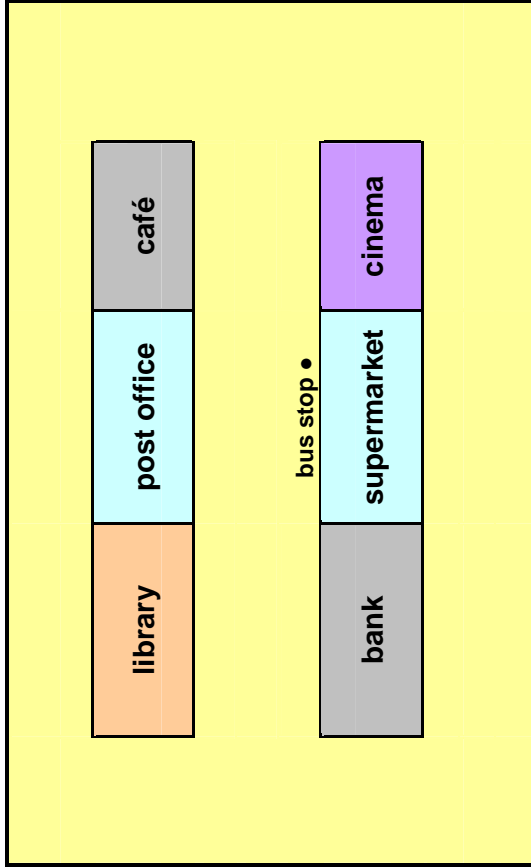 library
post office
café
bus stop ●
bank
supermarket
cinema